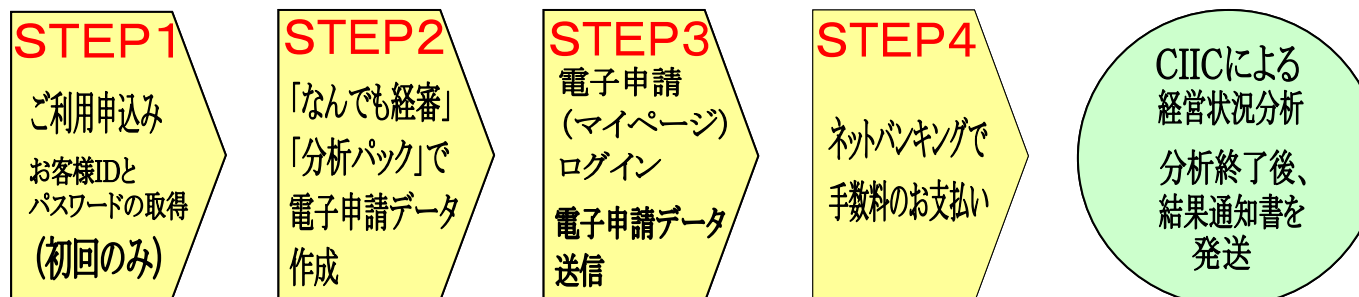 STEP1
ご利用申込み
お客様IDと
パスワードの取得
(初回のみ)
STEP2
「なんでも経審」
「分析パック」で
電子申請データ
作成
STEP3
電子申請
(マイページ)
ログイン
電子申請データ
送信
STEP4
ネットバンキングで
手数料のお支払い
CIICによる
経営状況分析
分析終了後、
結果通知書を
発送